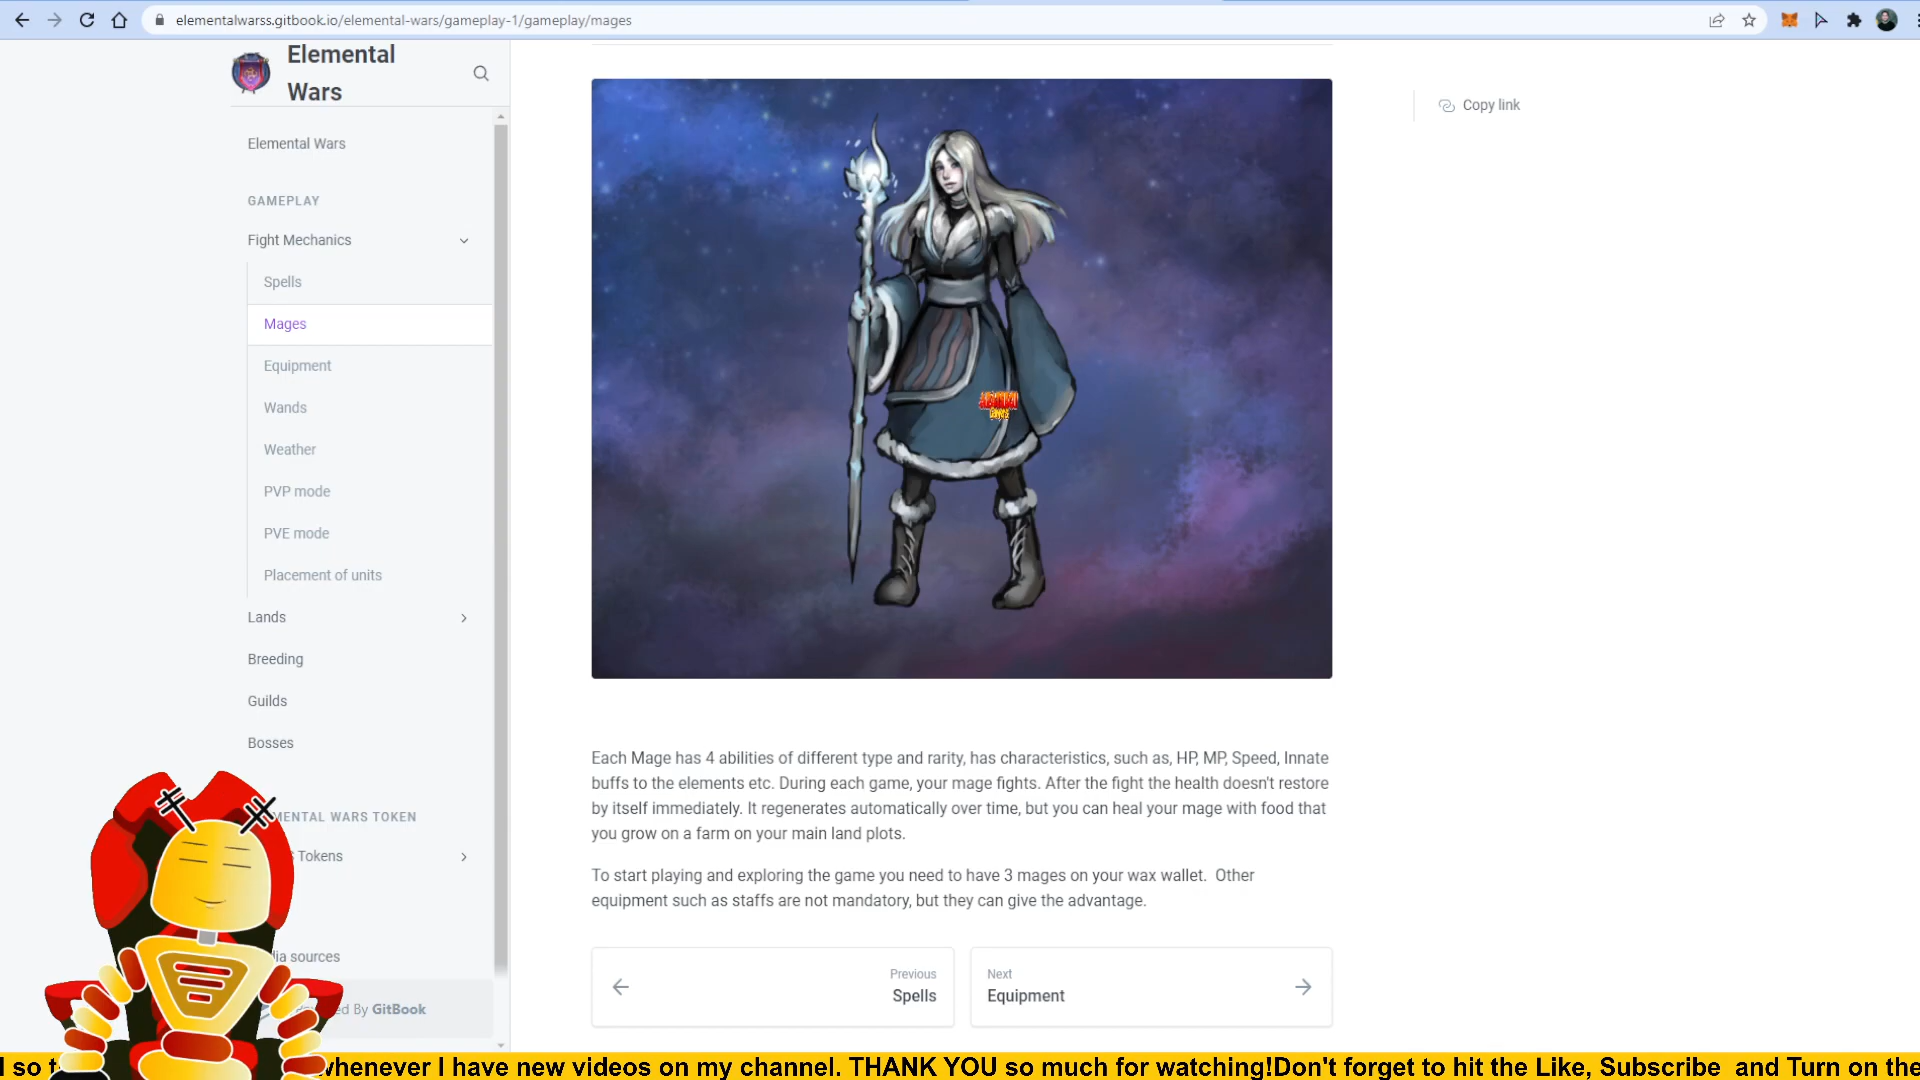 elementalwarss.gitbook.io/elemental-wars/gameplay-1/gameplay/mages
Elemental
Wars
Elemental Wars
GAMEPLAY
Fight Mechanics
Spells
Mages
Equipment
Wands
Weather
PVP mode
PVE mode
Placement of units
Lands
Breeding
Guilds
Bosses
MENTAL WARS TOKEN
Tokens
sources
By GitBook
Copy link
Each Mage has 4 abilities of different type and rarity, has characteristics, such as, HP, MP, Speed, Innate
buffs to the elements etc. During each game, your mage fights. After the fight the health doesn't restore
by itself immediately. It regenerates automatically over time, but you can heal your mage with food that
you grow on a farm on your main land plots.
To start playing and exploring the game you need to have 3 mages on your wax wallet.  Other
equipment such as staffs are not mandatory, but they can give the advantage.
Previous
Spells
Next
Equipment
so whenever I have new videos on my channel. THANK YOU so much for watching!Don't forget to hit the Like, Subscribe  and Turn on the